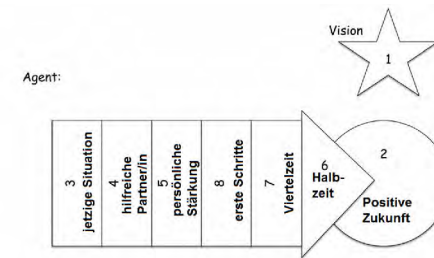 Vision
1
Agent:
3
jetzige Situation
4
hilfreiche
Partner/in
5
persönliche
Stärkung
8
erste Schritte
7
Viertelzeit
6
Halb-
zeit
2
Positive
Zukunft